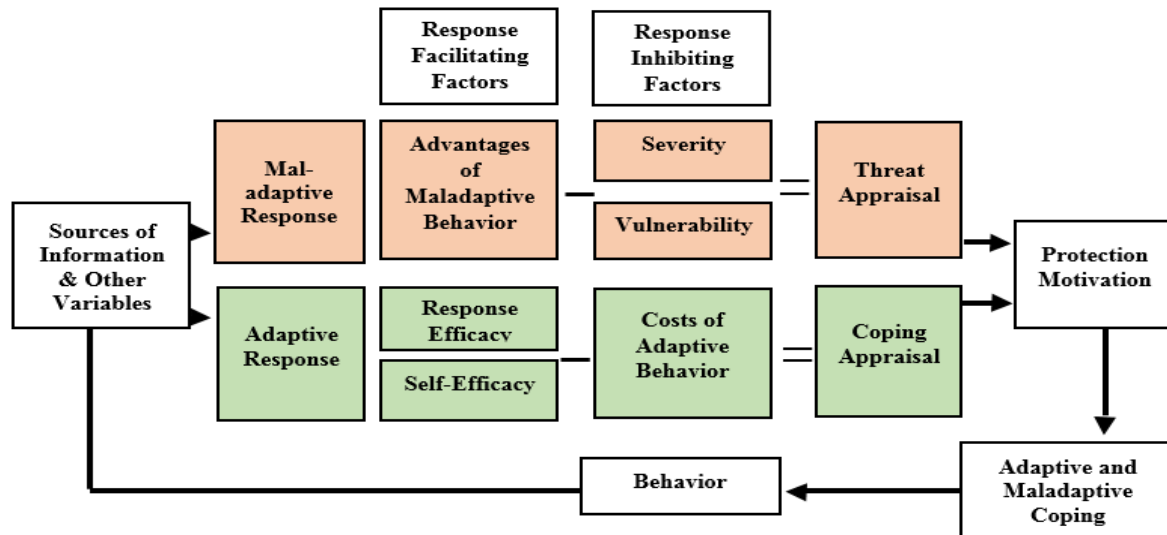 Response
Facilitating
Factors
Response
Inhibiting
Factors
Mal-
adaptive
Response
Advantages
of
Maladaptive
Behavior
Severity
Vulnerability
Threat
Appraisal
Sources of
Information
& Other
Variables
Protection
Motivation
Adaptive
Response
Response
Efficacy
Self-Efficacy
Costs of
Adaptive
Behavior
Coping
Appraisal
Behavior
Adaptive and
Maladaptive
Coping